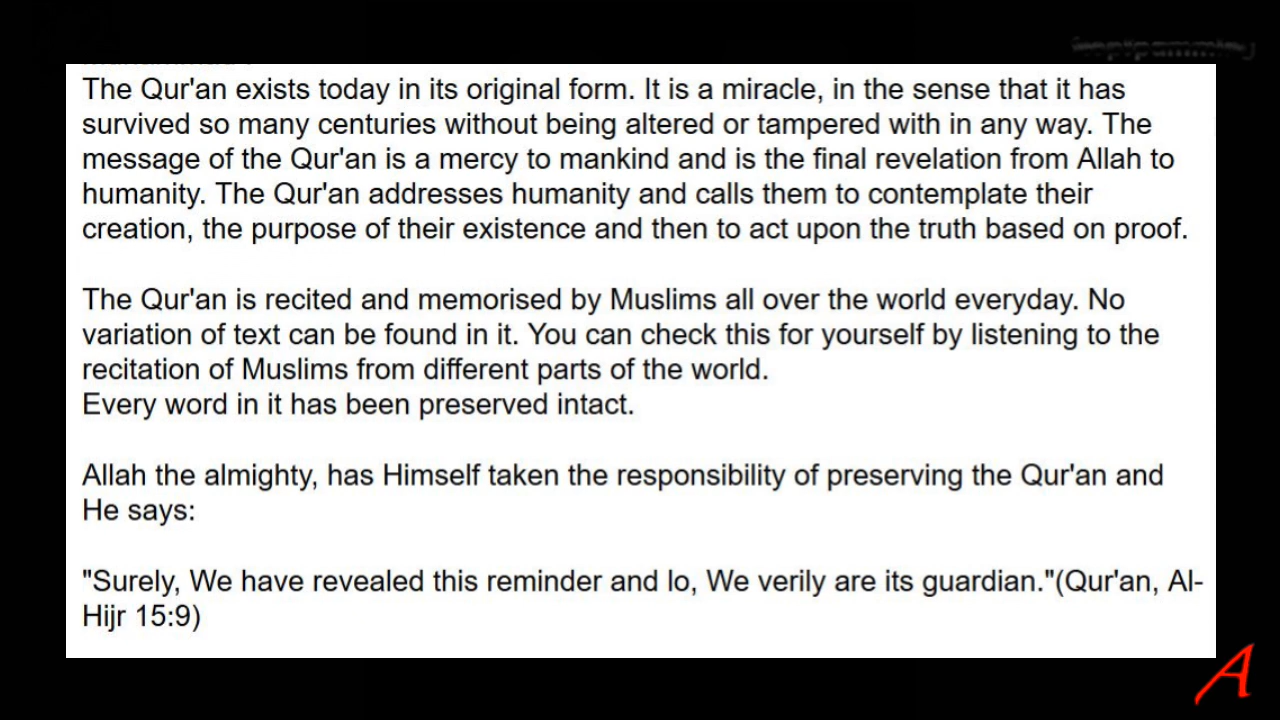 The Qur'an exists today in its original form. It is a miracle, in the sense that it has
survived so many centuries without being altered or tampered with in any way. The
message of the Qur'an is a mercy to mankind and is the final revelation from Allah to
humanity. The Qur'an addresses humanity and calls them to contemplate their
creation, the purpose of their existence and then to act upon the truth based on proof.
The Qur'an is recited and memorised by Muslims all over the world everyday. No
variation of text can be found in it. You can check this for yourself by listening to the
recitation of Muslims from different parts of the world.
Every word in it has been preserved intact.
Allah the almighty, has Himself taken the responsibility of preserving the Qur'an and
He says:
"Surely, We have revealed this reminder and lo, We verily are its guardian."(Qur'an, Al-
Hijr 15:9)
A